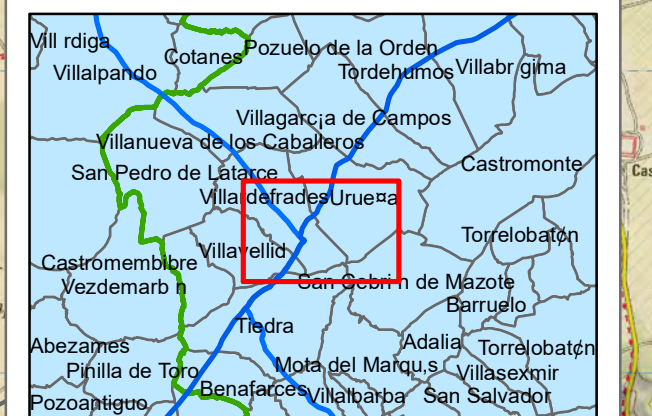 Vill rdiga
Cotanes
Pozuelo de la Orden
Villalpando
Tordehumos
Villabr gima
Villagarc¡a de Campos
Villanueva de los Caballeros
San Pedro de Latarce
Castromonte
Villardefrades
Urue¤a
Torrelobat¢n
Villavellid
Castromembibre
San Cebri n de Mazote
Vezdemarb n
Barruelo
Tiedra
Abezames
Adalia
Torrelobat¢n
Pinilla de Toro
Mota del Marqu‚s
Villasexmir
Benafarces
Villalbarba
San Salvador
Pozoantiguo
Cas